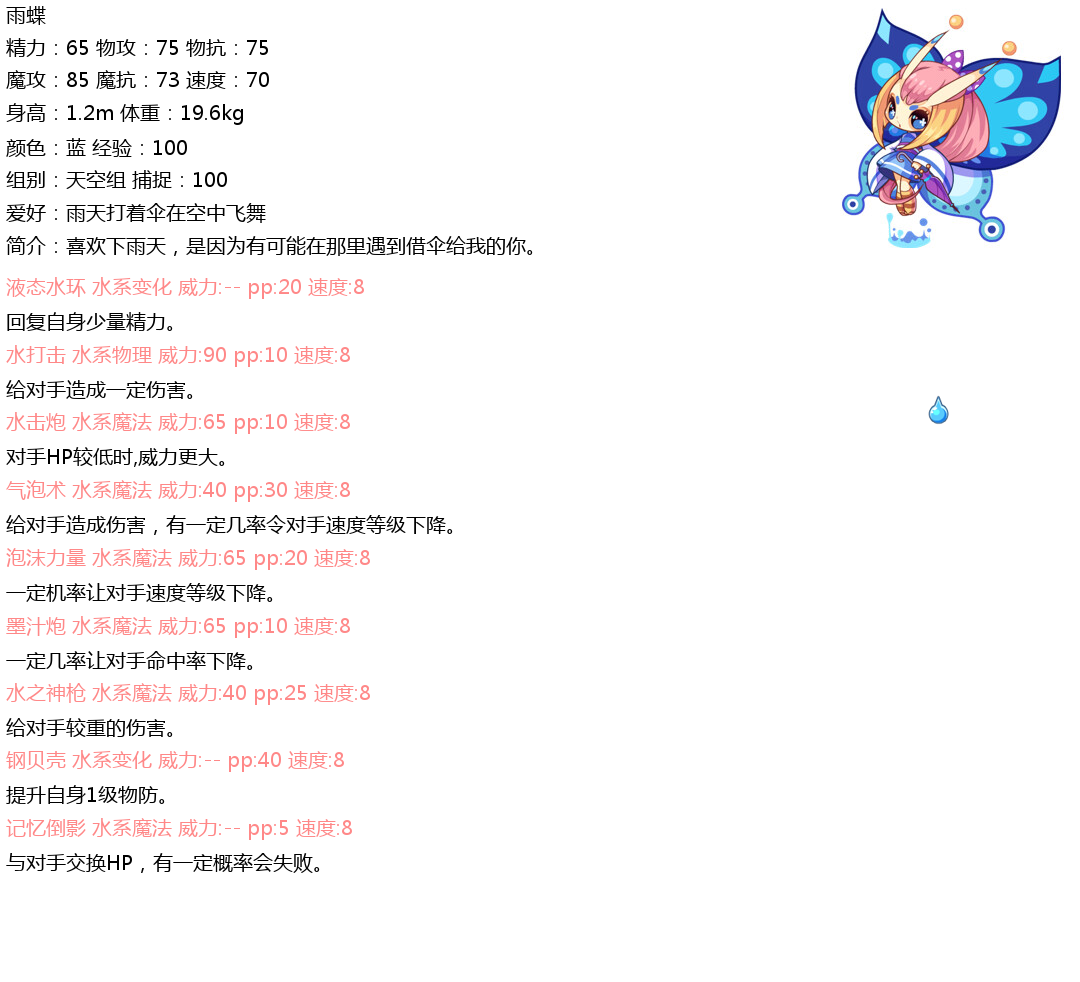 雨蝶
精力：65 物攻：75 物抗：75
魔攻：85 魔抗：73 速度：70
身高：1.2m 体重：19.6kg
颜色：蓝 经验：100
组别：天空组 捕捉：100
爱好：雨天打着伞在空中飞舞
简介：喜欢下雨天，是因为有可能在那里遇到借伞给我的你。
液态水环 水系变化 威力:-- pp:20 速度:8
回复自身少量精力。
水打击 水系物理 威力:90 pp:10 速度:8
给对手造成一定伤害。
水击炮 水系魔法 威力:65 pp:10 速度:8
对手HP较低时,威力更大。
气泡术 水系魔法 威力:40 pp:30 速度:8
给对手造成伤害，有一定几率令对手速度等级下降。
泡沫力量 水系魔法 威力:65 pp:20 速度:8
一定机率让对手速度等级下降。
墨汁炮 水系魔法 威力:65 pp:10 速度:8
一定几率让对手命中率下降。
水之神枪 水系魔法 威力:40 pp:25 速度:8
给对手较重的伤害。
钢贝壳 水系变化 威力:-- pp:40 速度:8
提升自身1级物防。
记忆倒影 水系魔法 威力:-- pp:5 速度:8
与对手交换HP，有一定概率会失败。